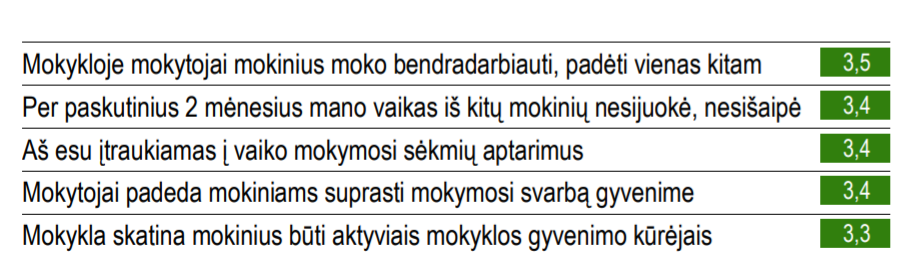 Mokykloje mokytojai mokinius moko bendradarbiauti, padėti vienas kitam 3,5
Per paskutinius 2 mėnesius mano vaikas iš kitų mokinių nesijuokė, nesišaipė 3,4
Aš esu įtraukiamas į vaiko mokymosi sėkmių aptarimus 3,4
Mokytojai padeda mokiniams suprasti mokymosi svarbą gyvenime 3,4
Mokykla skatina mokinius būti aktyviais mokyklos gyvenimo kūrėjais 3,3